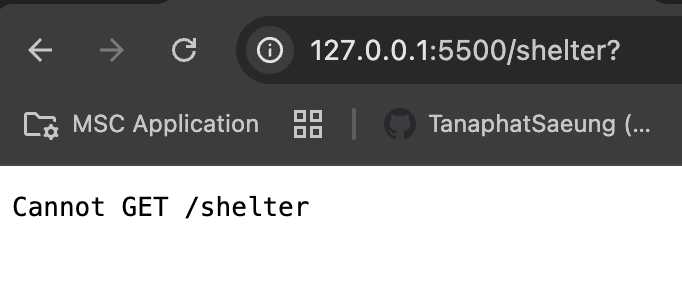 127.0.0.1:5500/shelter?
MSC Application TanaphatSaeung (...
Cannot GET /shelter